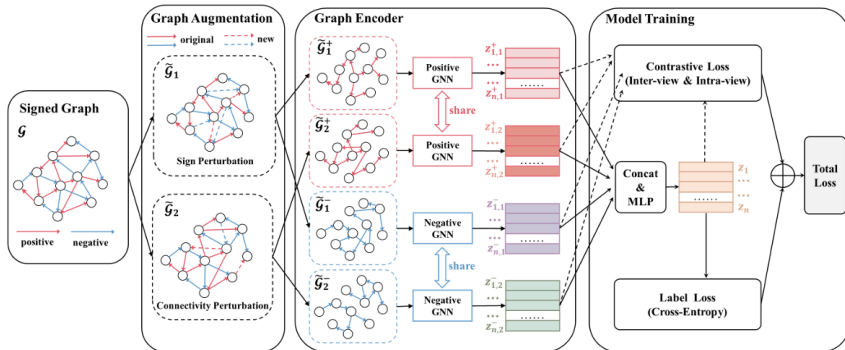 Graph Augmentation
Graph Encoder
Model Training
original
new
Signed Graph
𝒢
positive
negative
𝒢̃₁
Sign Perturbation
𝒢̃₂
Connectivity Perturbation
𝒢̃₁⁺
𝒢̃₂⁺
𝒢̃₁⁻
𝒢̃₂⁻
Positive
GNN
share
Positive
GNN
Negative
GNN
share
Negative
GNN
z⁺₁,₁
...
......
z⁺ₙ,₁
z⁺₁,₂
...
......
z⁺ₙ,₂
z⁻₁,₁
...
......
z⁻ₙ,₁
z⁻₁,₂
...
......
z⁻ₙ,₂
Contrastive Loss
(Inter-view & Intra-view)
Concat
&
MLP
z₁
...
......
zₙ
Label Loss
(Cross-Entropy)
Total
Loss